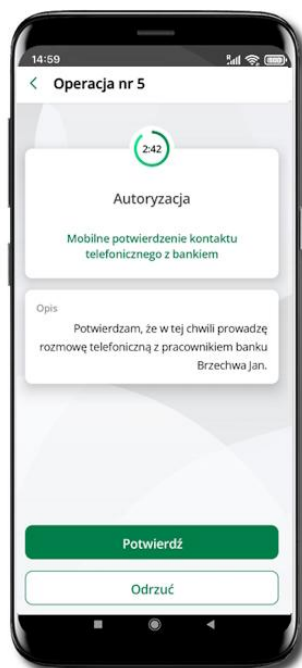 14:59
Operacja nr 5
2:42
Autoryzacja
Mobilne potwierdzenie kontaktu
telefonicznego z bankiem
Opis
Potwierdzam, że w tej chwili prowadzę
rozmowę telefoniczną z pracownikiem banku
Brzechwa Jan.
Potwierdź
Odrzuć